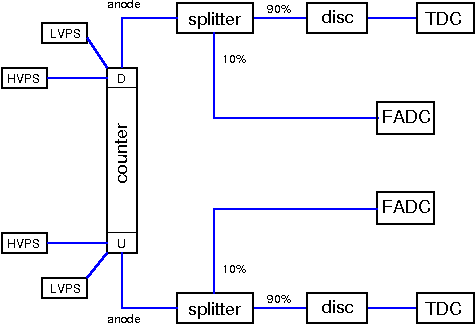 anode
splitter
90%
disc
TDC
LVPS
HVPS
D
10%
FADC
counter
FADC
HVPS
U
LVPS
10%
anode
splitter
90%
disc
TDC